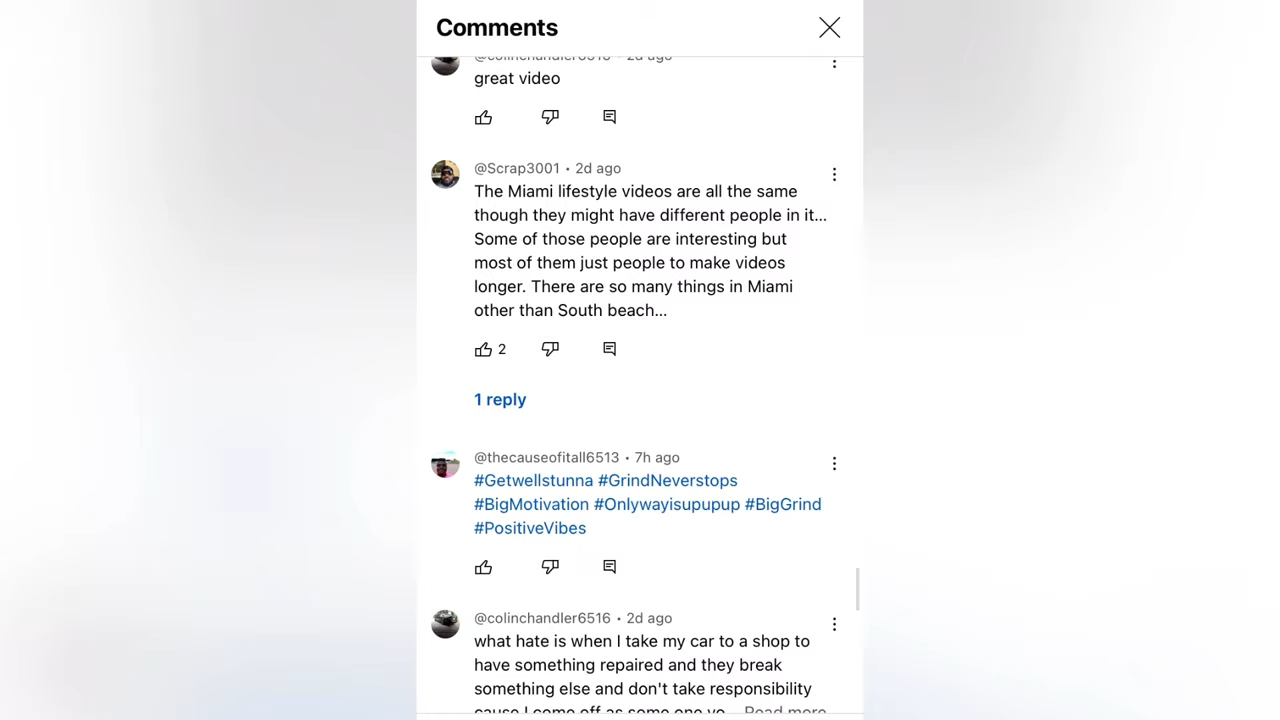 Comments
@colinchandler6516 • 2d ago
great video
@Scrap3001 • 2d ago
The Miami lifestyle videos are all the same
though they might have different people in it...
Some of those people are interesting but
most of them just people to make videos
longer. There are so many things in Miami
other than South beach...
2
1 reply
@thecauseofitall6513 • 7h ago
#Getwellstunna #GrindNeverstops
#BigMotivation #Onlywayisupupup #BigGrind
#PositiveVibes
@colinchandler6516 • 2d ago
what hate is when I take my car to a shop to
have something repaired and they break
something else and don't take responsibility
cause I come off as some one yo... Read more